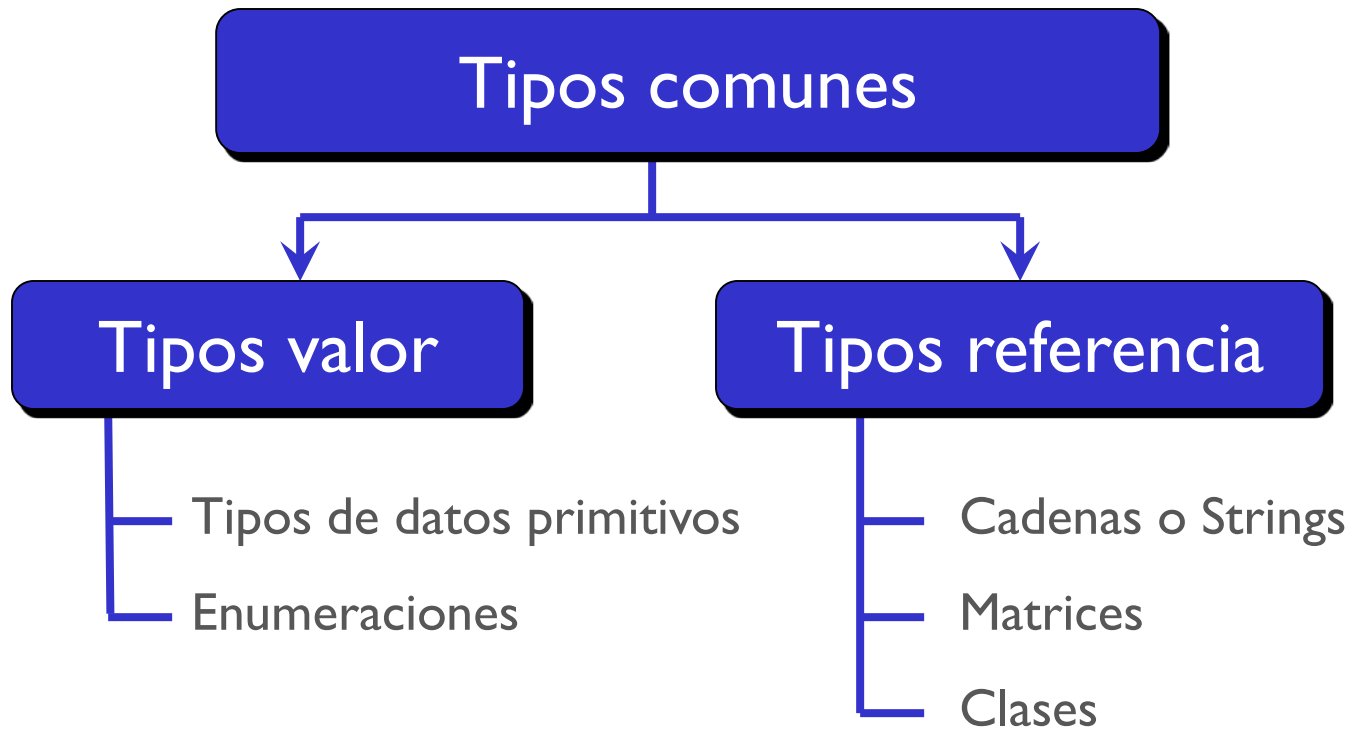 Tipos comunes
Tipos valor
Tipos de datos primitivos
Enumeraciones
Tipos referencia
Cadenas o Strings
Matrices
Clases